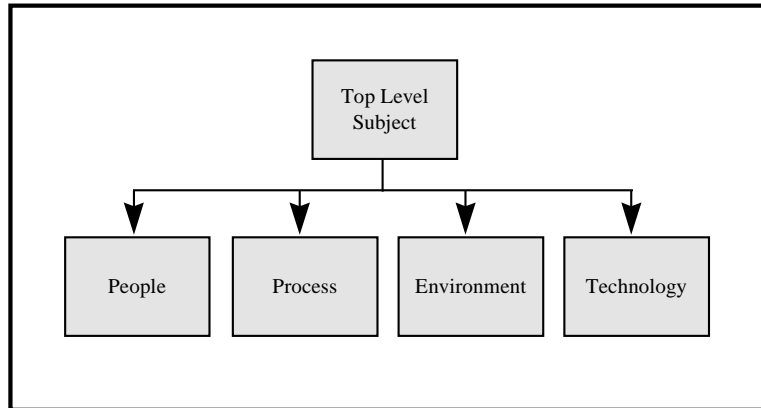 Top Level
Subject
People
Process
Environment
Technology